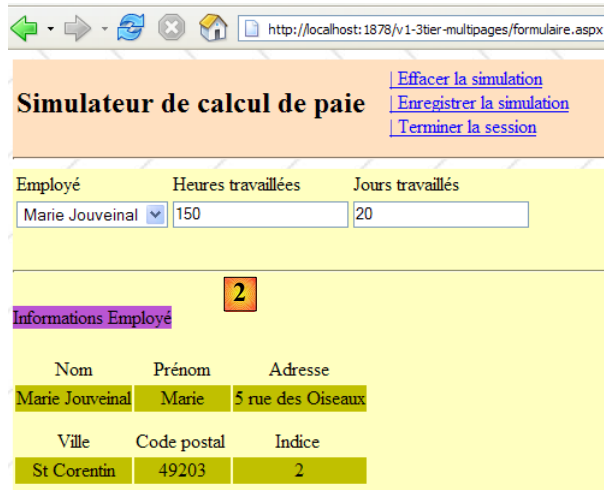 http://localhost:1878/v1-3tier-multipages/formulaire.aspx
Simulateur de calcul de paie
| Effacer la simulation
| Enregistrer la simulation
| Terminer la session
Employé Heures travaillées Jours travaillés
Marie Jouveinal 150 20
2
Informations Employé
Nom Prénom Adresse
Marie Jouveinal Marie 5 rue des Oiseaux
Ville Code postal Indice
St Corentin 49203 2